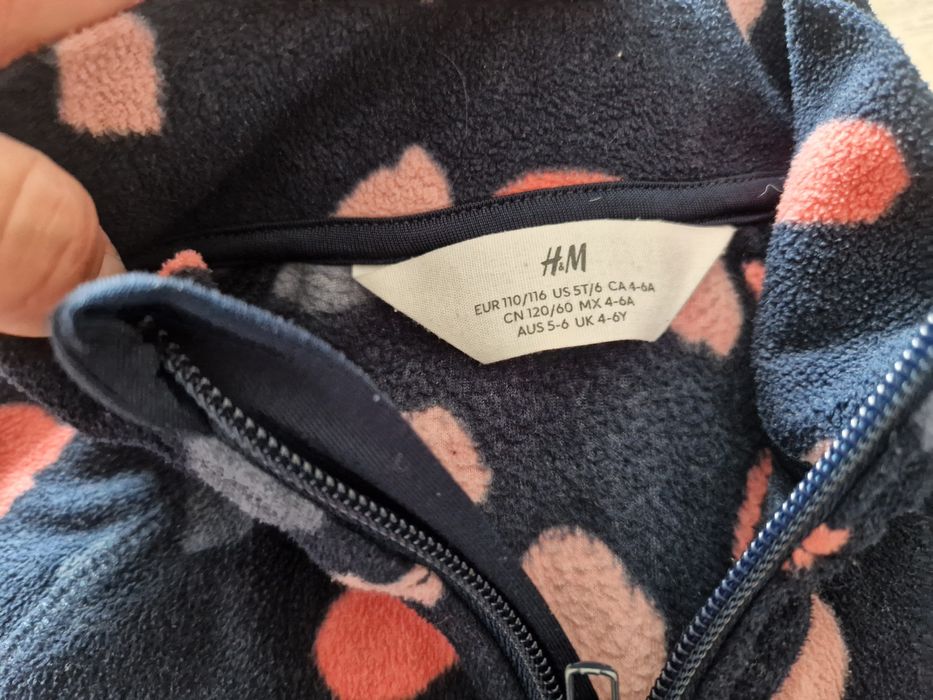 H&M
EUR 110/116 US 5T/6 CA 4-6A
CN 120/60 MX 4-6A
AUS 5-6 UK 4-6Y